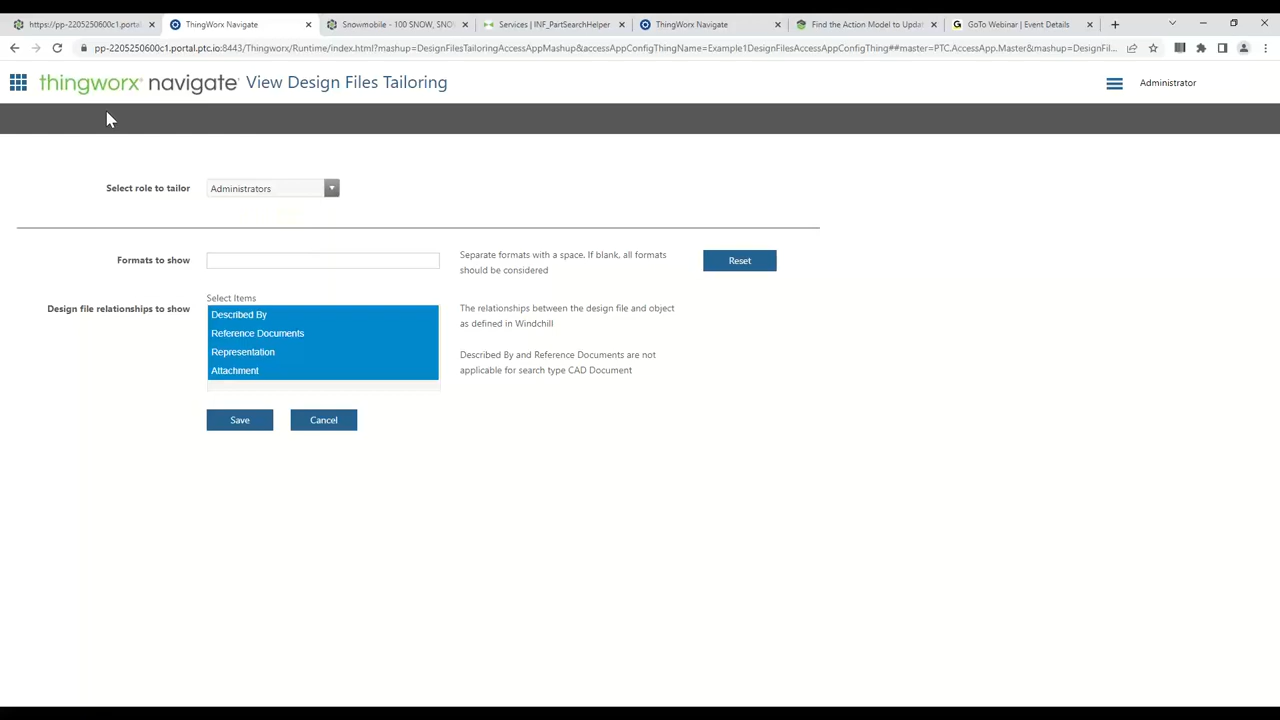 https://pp-2205250600c1.portal. ThingWorx Navigate Snowmobile - 100 SNOW, SNO Services | INF_PartSearchHelper ThingWorx Navigate Find the Action Model to Updat GoTo Webinar | Event Details
pp-2205250600c1.portal.ptc.io:8443/Thingworx/Runtime/index.html?mashup=DesignFilesTailoringAccessAppMashup&accessAppConfigThingName=Example1DesignFilesAccessAppConfigThing##master=PTC.AccessApp.Master&mashup=DesignFil...
thingworx navigate View Design Files Tailoring
Administrator
Select role to tailor Administrators
Formats to show
Separate formats with a space. If blank, all formats
should be considered
Reset
Design file relationships to show
Select Items
Described By
Reference Documents
Representation
Attachment
The relationships between the design file and object
as defined in Windchill
Described By and Reference Documents are not
applicable for search type CAD Document
Save Cancel